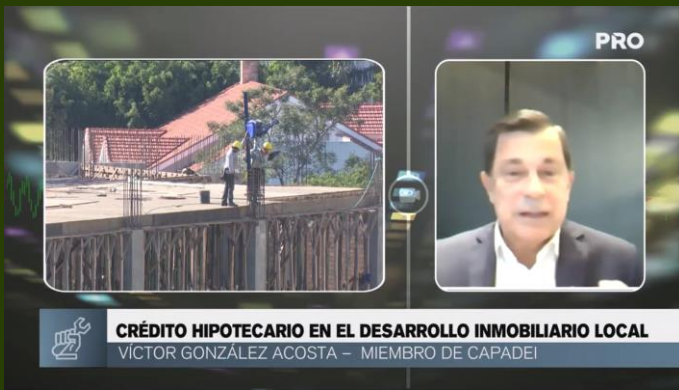 PRO
CRÉDITO HIPOTECARIO EN EL DESARROLLO INMOBILIARIO LOCAL
VÍCTOR GONZÁLEZ ACOSTA – MIEMBRO DE CAPADEI